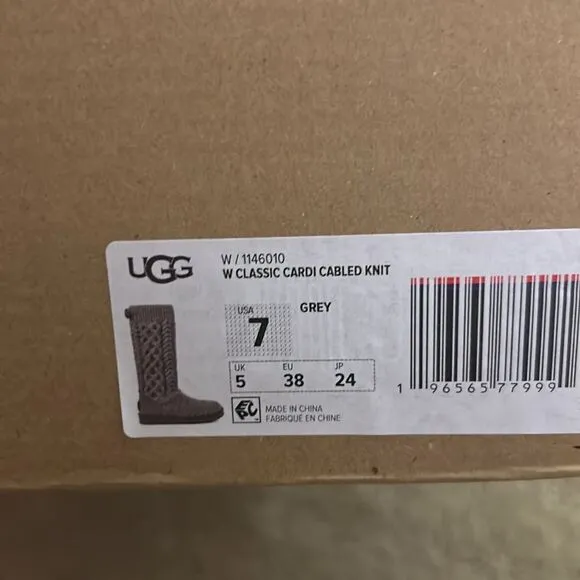 UGG
W / 1146010
W CLASSIC CARDI CABLED KNIT
USA
7
GREY
UK EU JP
5 38 24
MADE IN CHINA
FABRIQUÉ EN CHINE
1 96565 77999